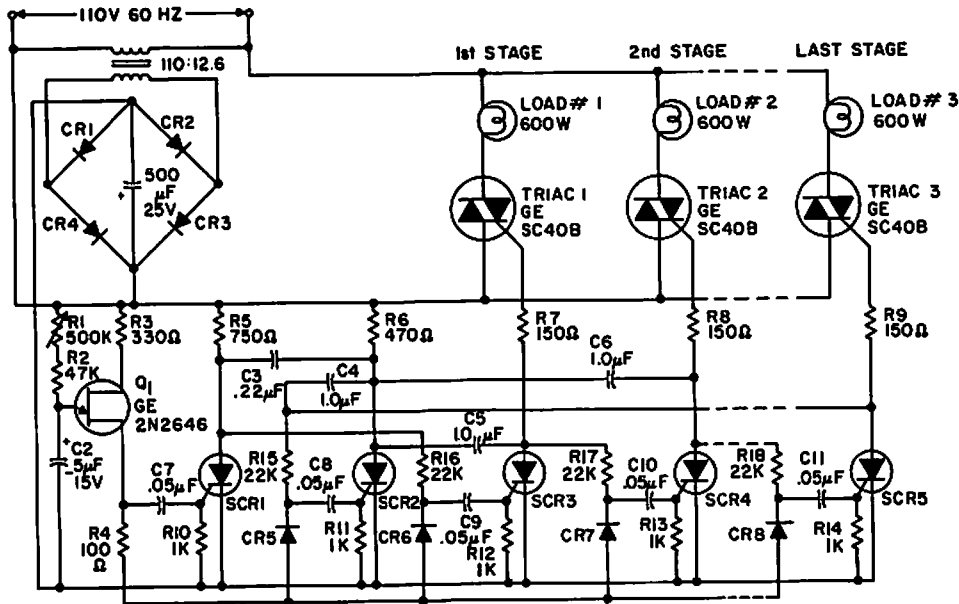 110V 60 HZ
110:12.6
1st STAGE
2nd STAGE
LAST STAGE
CR1
CR2
CR3
CR4
500
μF
25V
+
LOAD# 1
600W
LOAD# 2
600W
LOAD# 3
600W
TRIAC 1
GE
SC40B
TRIAC 2
GE
SC40B
TRIAC 3
GE
SC40B
R1
500K
R2
47K
R3
330Ω
R5
750Ω
R6
470Ω
R7
150Ω
R8
150Ω
R9
150Ω
Q1
GE
2N2646
C3
.22μF
C4
1.0μF
C6
1.0μF
C5
1.0μF
+
C2
5μF
-
15V
C7
.05μF
SCR1
R15
22K
C8
.05μF
SCR2
R16
22K
C9
.05μF
SCR3
R17
22K
C10
.05μF
SCR4
R18
22K
C11
.05μF
SCR5
R4
100
Ω
R10
1K
CR5
R11
1K
CR6
R12
1K
CR7
R13
1K
CR8
R14
1K